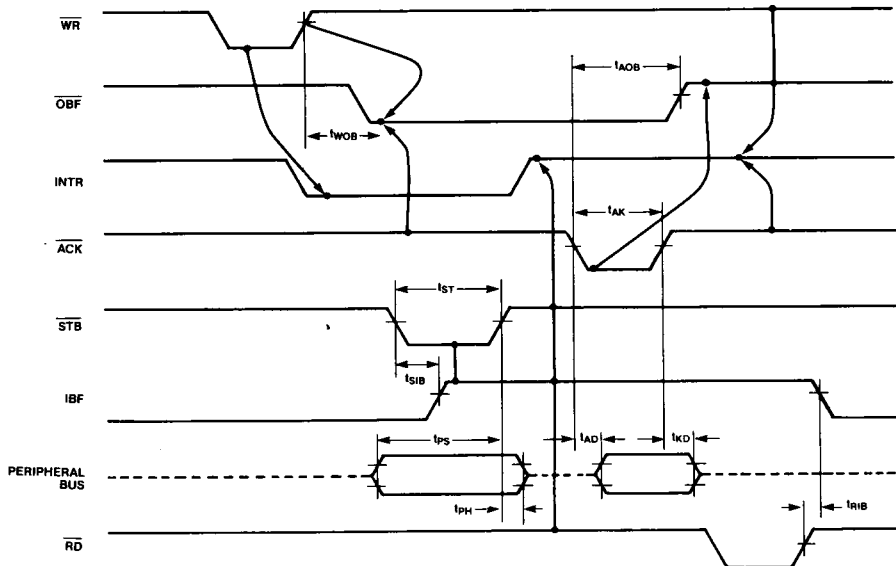 WR
tAOB
OBF
tWOB
INTR
tAK
ACK
tST
STB
tSIB
IBF
tPS
tAD
tKD
PERIPHERAL
BUS
tPH
tRIB
RD